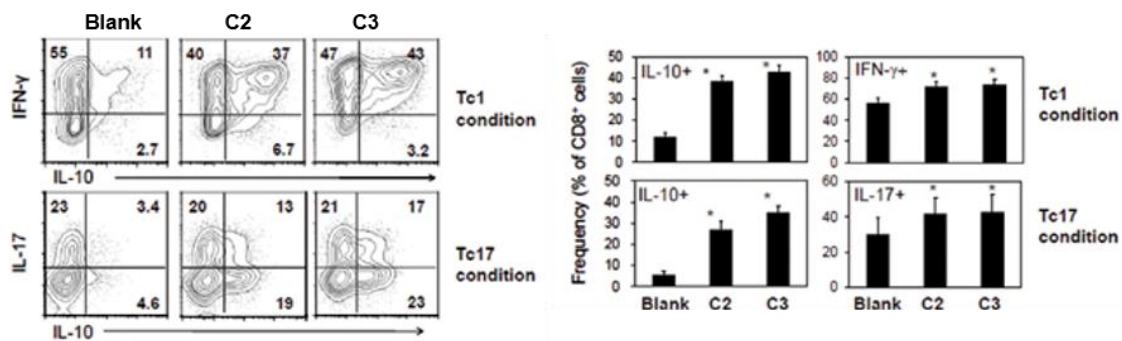 Blank C2 C3
55 11 40 37 47 43
IFN-γ
2.7 6.7 3.2
IL-10
Tc1
condition
23 3.4 20 13 21 17
IL-17
4.6 19 23
IL-10
Tc17
condition
Frequency (% of CD8⁺ cells)
50
40
30
20
10
0
IL-10+
* *
100
80
60
40
20
0
IFN-γ+
* *
Tc1
condition
50
40
30
20
10
0
IL-10+
* *
60
40
20
0
IL-17+
* *
Tc17
condition
Blank C2 C3 Blank C2 C3